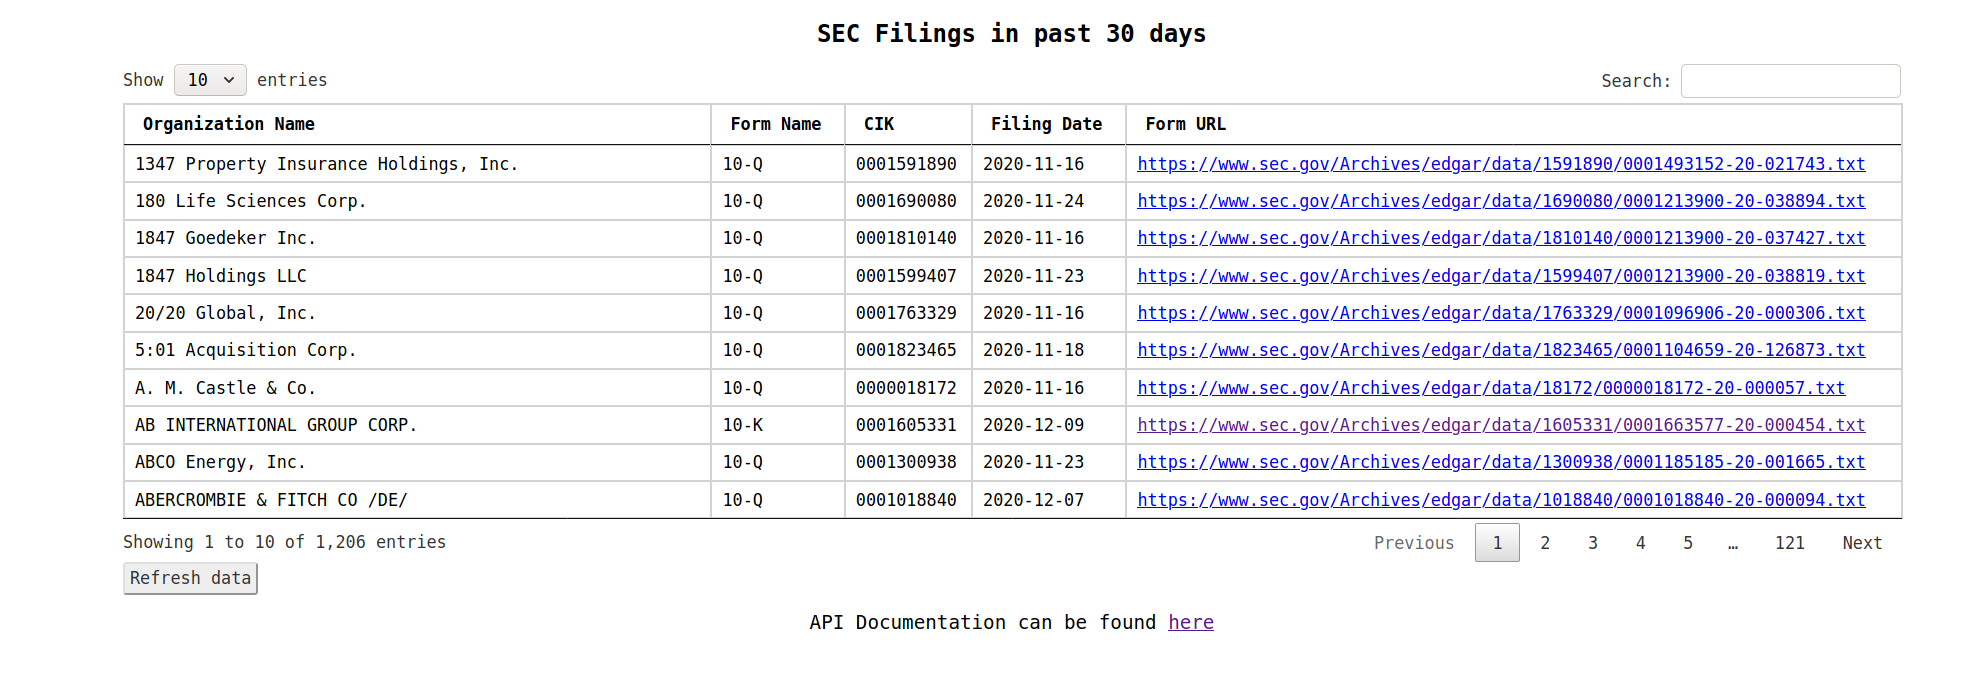 SEC Filings in past 30 days
Show 10 entries Search:
Organization Name Form Name CIK Filing Date Form URL
1347 Property Insurance Holdings, Inc. 10-Q 0001591890 2020-11-16 https://www.sec.gov/Archives/edgar/data/1591890/0001493152-20-021743.txt
180 Life Sciences Corp. 10-Q 0001690080 2020-11-24 https://www.sec.gov/Archives/edgar/data/1690080/0001213900-20-038894.txt
1847 Goedeker Inc. 10-Q 0001810140 2020-11-16 https://www.sec.gov/Archives/edgar/data/1810140/0001213900-20-037427.txt
1847 Holdings LLC 10-Q 0001599407 2020-11-23 https://www.sec.gov/Archives/edgar/data/1599407/0001213900-20-038819.txt
20/20 Global, Inc. 10-Q 0001763329 2020-11-16 https://www.sec.gov/Archives/edgar/data/1763329/0001096906-20-000306.txt
5:01 Acquisition Corp. 10-Q 0001823465 2020-11-18 https://www.sec.gov/Archives/edgar/data/1823465/0001104659-20-126873.txt
A. M. Castle & Co. 10-Q 0000018172 2020-11-16 https://www.sec.gov/Archives/edgar/data/18172/0000018172-20-000057.txt
AB INTERNATIONAL GROUP CORP. 10-K 0001605331 2020-12-09 https://www.sec.gov/Archives/edgar/data/1605331/0001663577-20-000454.txt
ABCO Energy, Inc. 10-Q 0001300938 2020-11-23 https://www.sec.gov/Archives/edgar/data/1300938/0001185185-20-001665.txt
ABERCROMBIE & FITCH CO /DE/ 10-Q 0001018840 2020-12-07 https://www.sec.gov/Archives/edgar/data/1018840/0001018840-20-000094.txt
Showing 1 to 10 of 1,206 entries Previous 1 2 3 4 5 … 121 Next
Refresh data
API Documentation can be found here